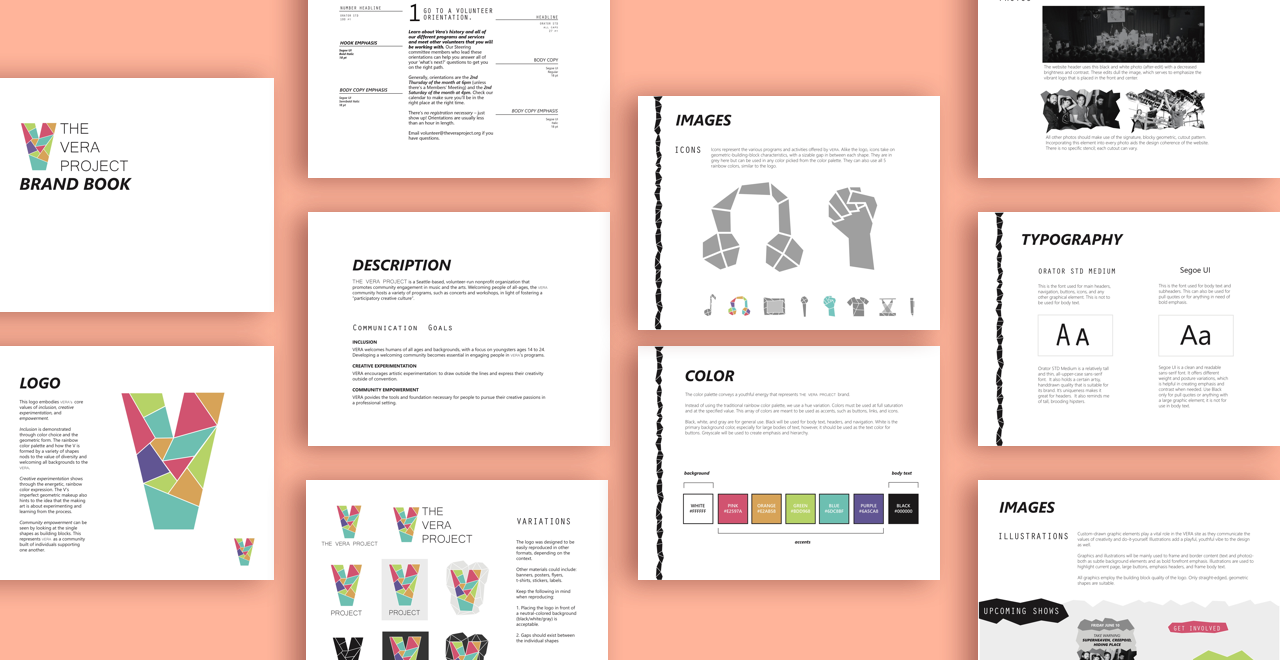 THE
VERA
PROJECT
BRAND BOOK
LOGO
This logo embodies VERA's core
values of inclusion, creative
experimentation, and
empowerment.
Inclusion is demonstrated
through color choice and the
geometric form. The rainbow
color palette and how the V is
formed by a variety of shapes
nods to the value of diversity and
welcoming all backgrounds to the
VERA.
Creative experimentation shows
through the energetic, rainbow
color expression. The V's
imperfect geometric makeup also
hints to the idea that the making
art is about experimenting and
learning from the process.
Community empowerment can be
seen by looking at the single
shapes as building blocks. This
represents VERA as a community
built of individuals supporting
one another.
NUMBER HEADLINE
HOOK EMPHASIS
Segoe UI
Bold Italic
18 pt
BODY COPY EMPHASIS
Segoe UI
Semibold Italic
18 pt
1 GO TO A VOLUNTEER
ORIENTATION.
Learn about Vera's history and all of
our different programs and services
and meet other volunteers that you will
be working with. Our Steering
committee members who lead these
orientations can help you answer all of
your 'what's next?' questions to get you
on the right path.
Generally, orientations are the 2nd
Thursday of the month at 6pm (unless
there's a Members' Meeting) and the 2nd
Saturday of the month at 4pm. Check our
calendar to make sure you'll be in the
right place at the right time.
There's no registration necessary – just
show up! Orientations are usually less
than an hour in length.
Email volunteer@theveraproject.org if you
have questions.
HEADLINE
BODY COPY
Segoe UI
Regular
18 pt
BODY COPY EMPHASIS
Segoe UI
Italic
18 pt
DESCRIPTION
THE VERA PROJECT is a Seattle-based, volunteer-run nonprofit organization that
promotes community engagement in music and the arts. Welcoming people of all-ages, the VERA
community hosts a variety of programs, such as concerts and workshops, in light of fostering a
"participatory creative culture".
Communication Goals
INCLUSION
VERA welcomes humans of all ages and backgrounds, with a focus on youngsters ages 14 to 24.
Developing a welcoming community becomes essential in engaging people in VERA's programs.
CREATIVE EXPERIMENTATION
VERA encourages artistic experimentation: to draw outside the lines and express their creativity
outside of convention.
COMMUNITY EMPOWERMENT
VERA provides the tools and foundation necessary for people to pursue their creative passions in
a professional setting.
THE VERA PROJECT
THE
VERA
PROJECT
PROJECT
PROJECT
VARIATIONS
The logo was designed to be
easily reproduced in other
formats, depending on the
context.
Other materials could include:
banners, posters, flyers,
t-shirts, stickers, labels.
Keep the following in mind
when reproducing:
1. Placing the logo in front of
a neutral-colored background
(black/white/gray) is
acceptable.
2. Gaps should exist between
the individual shapes
IMAGES
ICONS
Icons represent the various programs and activities offered by VERA. Alike the logo, icons take on
geometric building-block characteristics, with a sizable gap in between each shape. They are in
grey here but can be used in any color picked from the color palette. They can also use all 5
rainbow colors, similar to the logo.
COLOR
The color palette conveys a youthful energy that represents THE VERA PROJECT brand.
Instead of using the traditional rainbow color palette, we used a hue variation. Colors must be used at full saturation
and at the specified value. This array of colors are meant to be used as accents, such as buttons, links, and icons.
Black, white, and gray are for general use. Black will be used for body text, headers, and navigation. White is the
primary background color, especially for large bodies of text; however, it should be used as the text color for
buttons. Greyscale will be used to create emphasis and hierarchy.
background
body text
WHITE
#FFFFFF
PINK
ORANGE
GREEN
BLUE
PURPLE
BLACK
#000000
accents
The website header uses this black and white photo (after edit) with a decreased
brightness and contrast. These edits dull the image, which serves to emphasize the
vibrant logo that is placed in the front and center.
All other photos should make use of the signature, blocky geometric, cutout pattern.
Incorporating this element into every photo aids the design coherence of the website
There is no specific stencil; each cutout can vary.
TYPOGRAPHY
ORATOR STD MEDIUM
This is the font used for main headers,
navigation, buttons, icons, and any
other graphical element. This is not to
be used for body text.
Aa
Orator STD Medium is a relatively tall
and thin, all-upper-case sans-serif
font. It also holds a certain artsy,
handdrawn quality that is suitable for
its brand. It's uniqueness makes it
great for headers. It also reminds me
of tall, brooding hipsters.
Segoe UI
This is the font used for body text and
subheaders. This can also be used for
pull quotes or for anything in need of
bold emphasis.
Aa
Segoe UI is a clean and readable
sans-serif font. It offers different
weight and posture variations, which
is helpful in creating emphasis and
contrast when needed. Use Black
only for pull quotes or anything with
a large graphic element; it is not for
use in body text.
IMAGES
ILLUSTRATIONS
Custom-drawn graphic elements play a vital role in the VERA site as they communicate the
values of creativity and do-it-yourself. Illustrations add a playful, youthful vibe to the design
as well.
Graphics and illustrations will be mainly used to frame and border content (text and photos)-
both as subtle background elements and as bold forefront emphasis. Illustrations are used to
highlight current page, large buttons, emphasis headers, and frame body text.
All graphics employ the building block quality of the logo. Only straight-edged, geometric
shapes are suitable.
UPCOMING SHOWS
FRIDAY JUNE 10
TAKE WARNING
SUPERHEAVEN, CREEPOID,
HIDING PLACE
GET INVOLVED